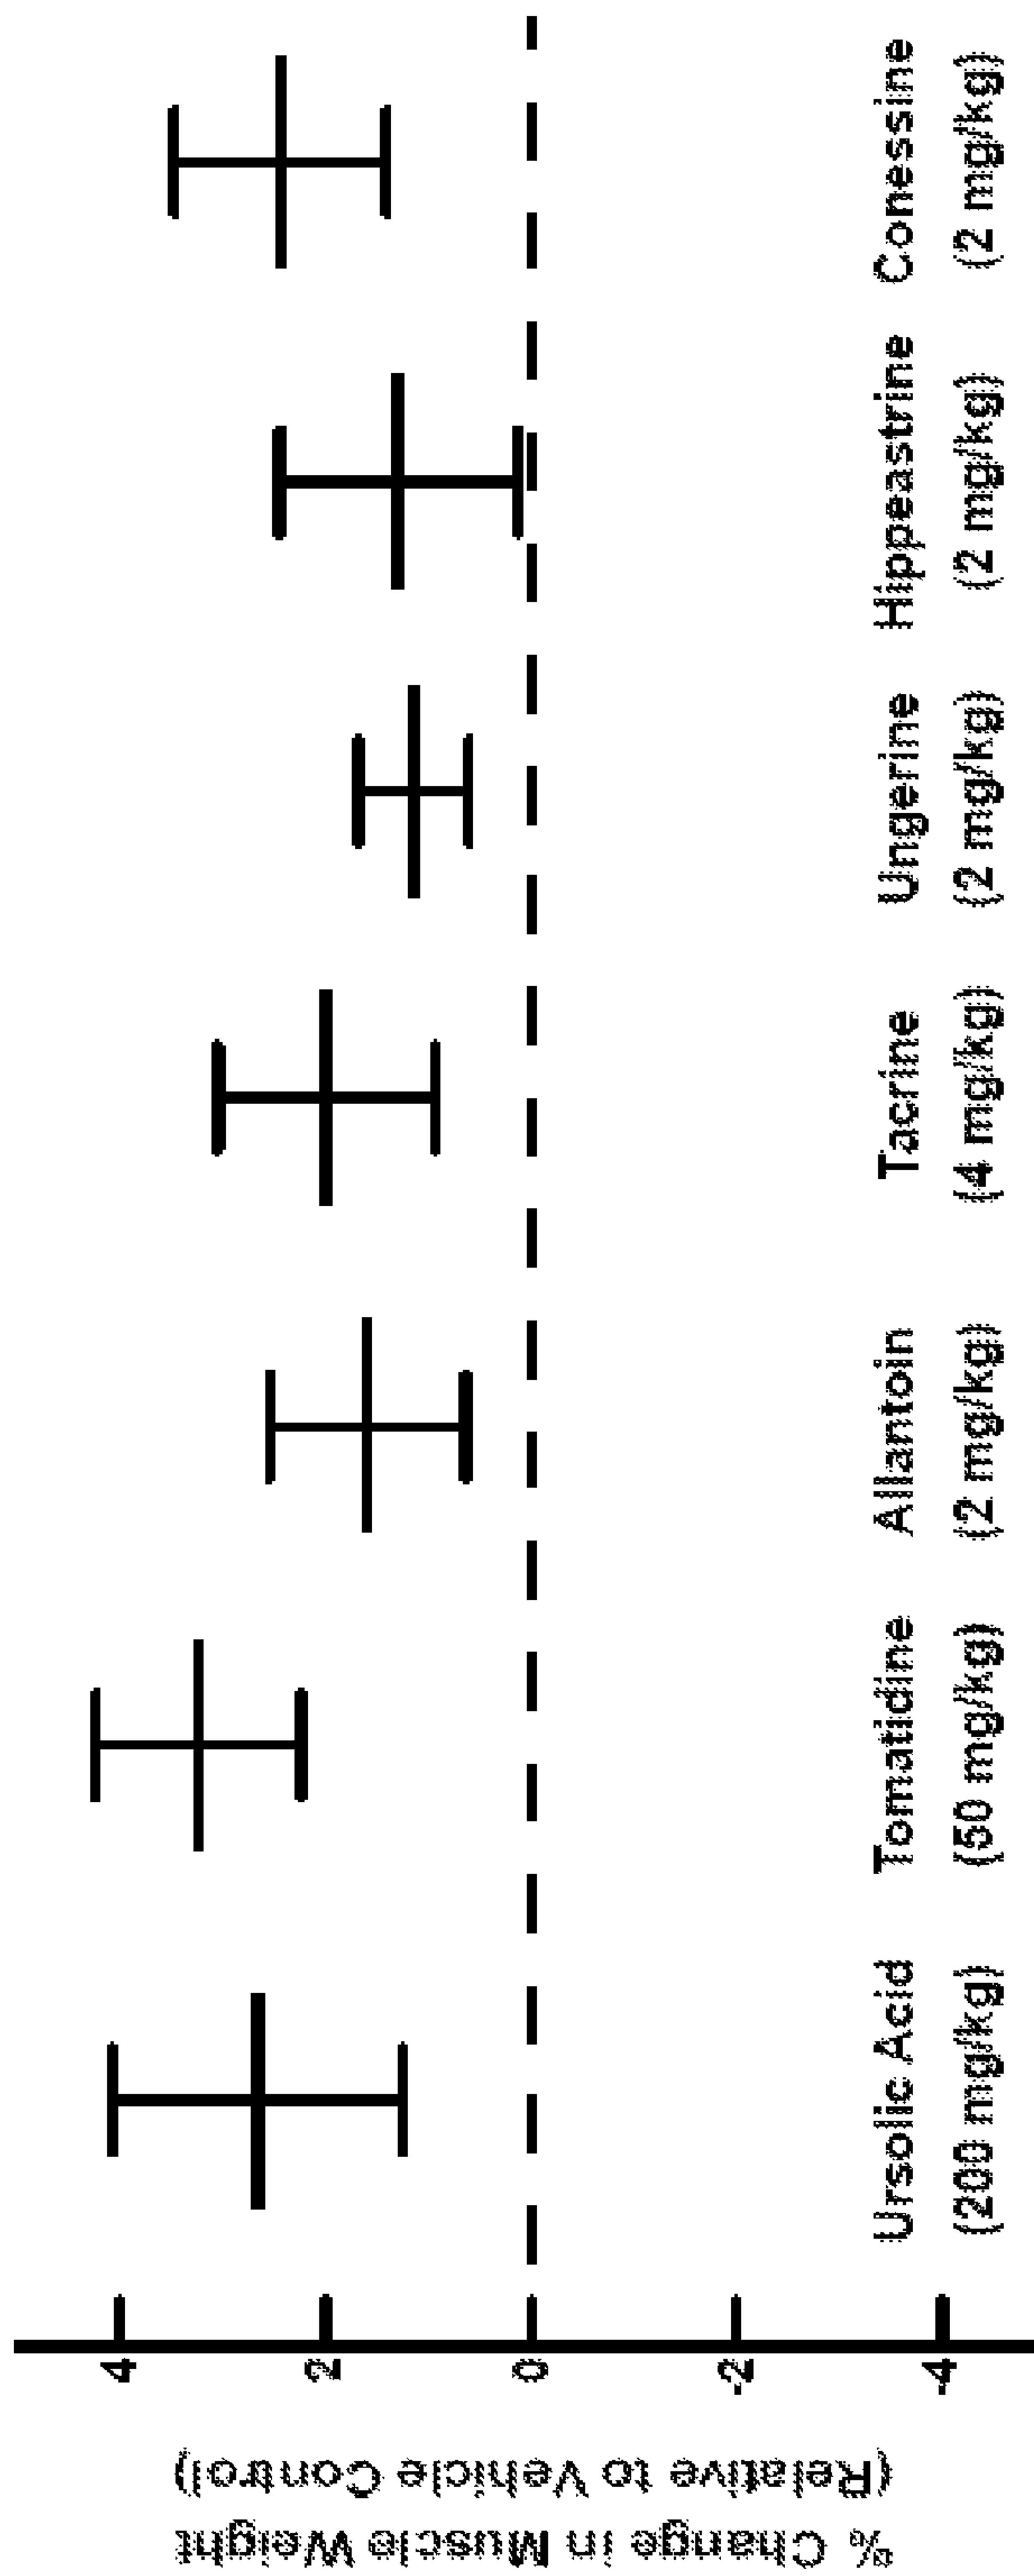 % Change in Muscle Weight
(Relative to Vehicle Control)
4
2
0
-2
-4
Ursolic Acid
(200 mg/kg)
Tomatidine
(50 mg/kg)
Allantoin
(2 mg/kg)
Tacrine
(4 mg/kg)
Ungerine
(2 mg/kg)
Hippeastrine
(2 mg/kg)
Conessine
(2 mg/kg)